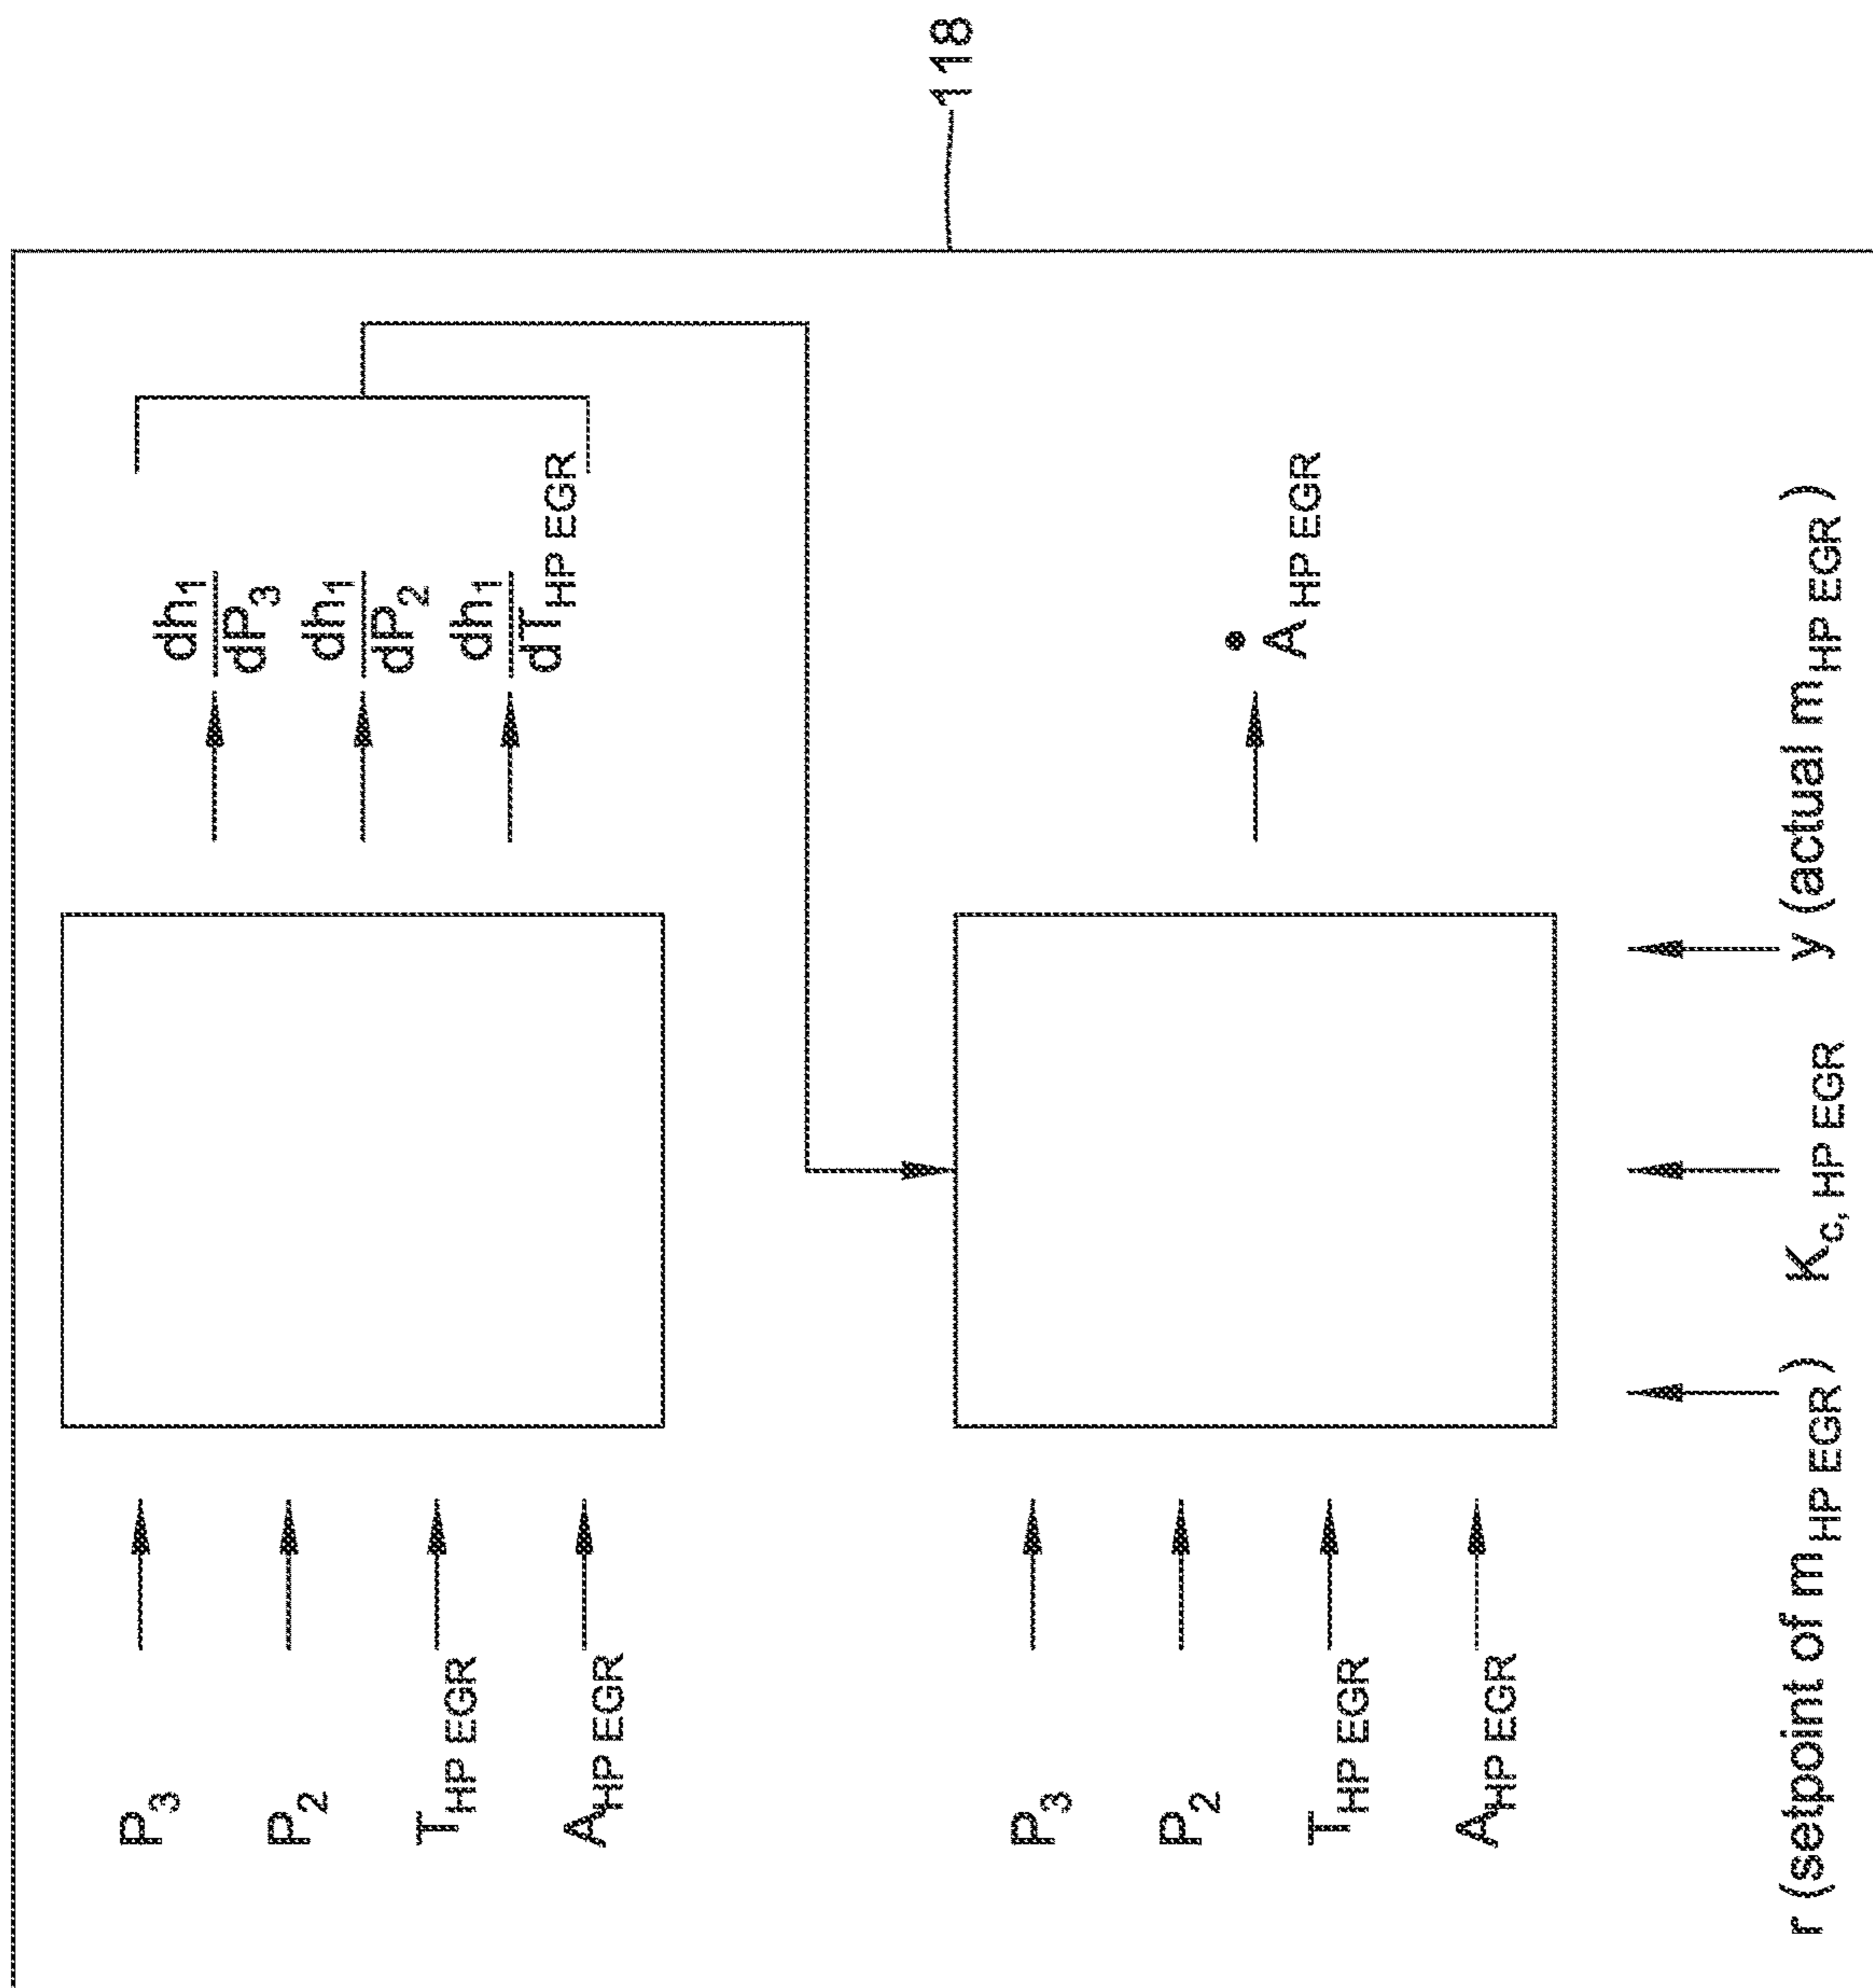 118
P3
P2
THP EGR
AHP EGR
dh1
dP3
dh1
dP2
dh1
dTHP EGR
P3
P2
THP EGR
AHP EGR
ȦHP EGR
r (setpoint of mHP EGR) KG, HP EGR y (actual mHP EGR)